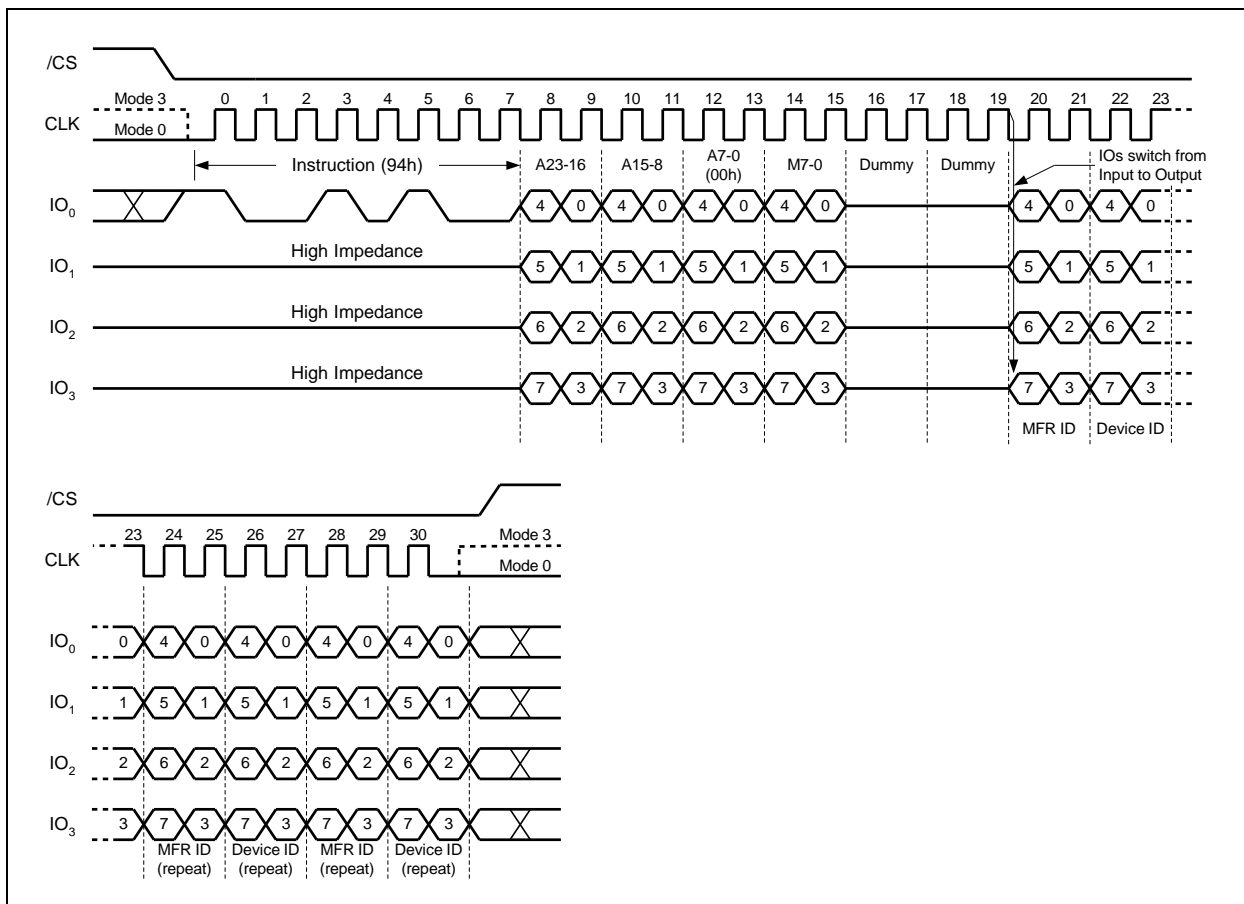 /CS
Mode 3 0 1 2 3 4 5 6 7 8 9 10 11 12 13 14 15 16 17 18 19 20 21 22 23
CLK Mode 0
Instruction (94h) A23-16 A15-8 A7-0 (00h) M7-0 Dummy Dummy IOs switch from Input to Output
IO0 4 0 4 0 4 0 4 0 4 0 4 0
High Impedance
IO1 5 1 5 1 5 1 5 1 5 1 5 1
High Impedance
IO2 6 2 6 2 6 2 6 2 6 2 6 2
High Impedance
IO3 7 3 7 3 7 3 7 3 7 3 7 3
MFR ID Device ID
/CS
23 24 25 26 27 28 29 30 Mode 3
CLK Mode 0
IO0 0 4 0 4 0 4 0 4 0
IO1 1 5 1 5 1 5 1 5 1
IO2 2 6 2 6 2 6 2 6 2
IO3 3 7 3 7 3 7 3 7 3
MFR ID Device ID MFR ID Device ID
(repeat) (repeat) (repeat) (repeat)